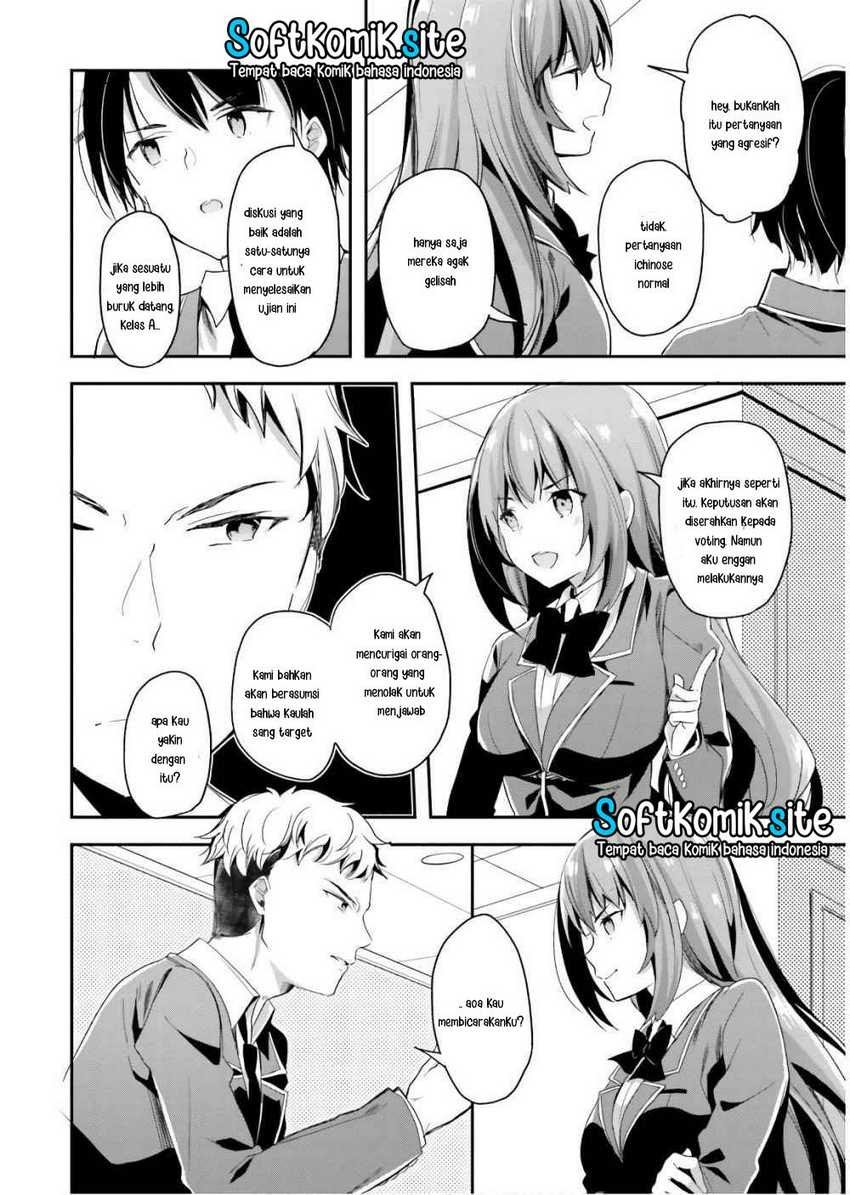 SoftKomik.site
Tempat baca Komik bahasa indonesia
hey, buKanKah
itu pertanyaan
yang agresif?
tidak.
pertanyaan
ichinose
normal
hanya saja
mereka agak
gelisah
disKusi yang
baik adalah
satu-satunya
cara untuk
menyelesaikan
ujian ini
jika sesuatu
yang lebih
buruk datang,
Kelas A...
jika akhirnya seperti
itu. Keputusan akan
diserahkan Kepada
voting. Namun
aku enggan
melakukannya
Kami akan
mencurigai orang-
orang yang
menolak untuk
menjawab
Kami bahkan
akan berasumsi
bahwa Kaulah
sang target
apa Kau
yakin
dengan
itu?
SoftKomik.site
Tempat baca Komik bahasa indonesia
.. aoa Kau
membicarakanKu?